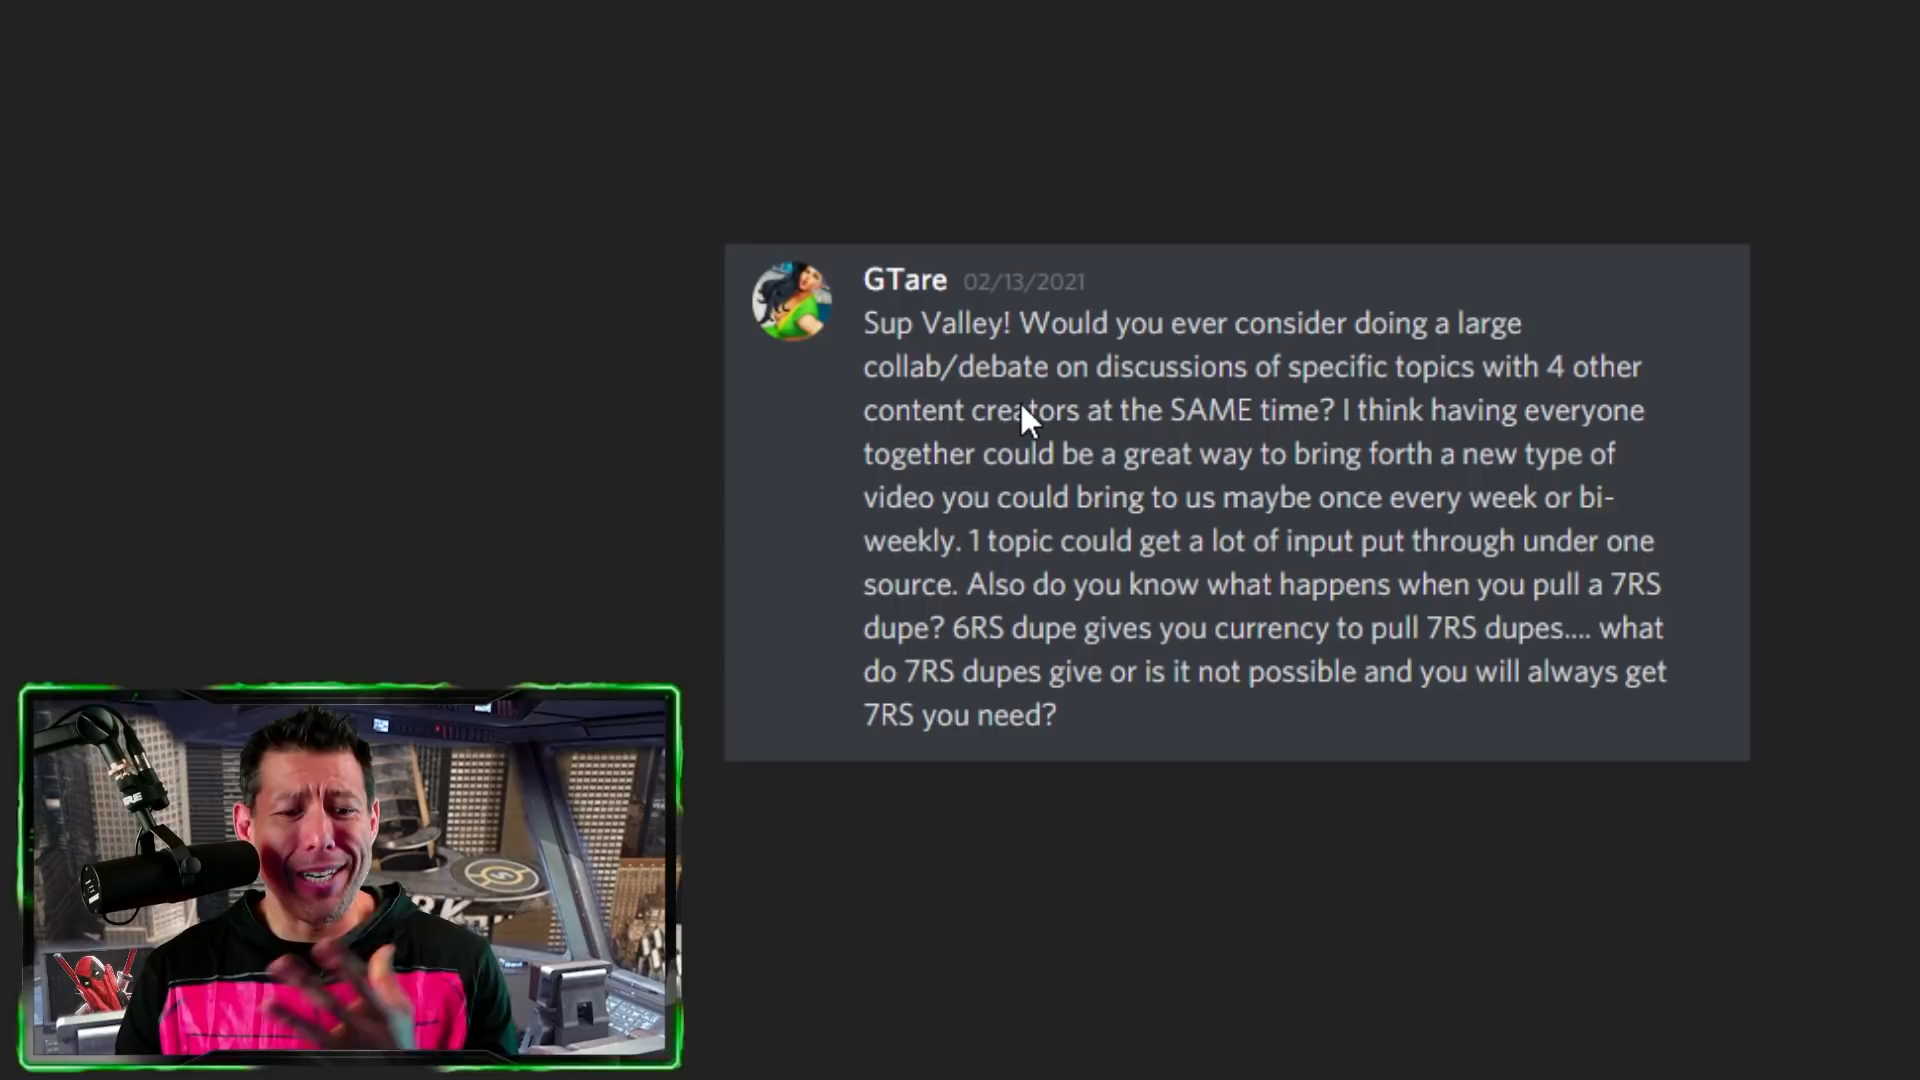 GTare 02/13/2021
Sup Valley! Would you ever consider doing a large
collab/debate on discussions of specific topics with 4 other
content creators at the SAME time? I think having everyone
together could be a great way to bring forth a new type of
video you could bring to us maybe once every week or bi-
weekly. 1 topic could get a lot of input put through under one
source. Also do you know what happens when you pull a 7RS
dupe? 6RS dupe gives you currency to pull 7RS dupes.... what
do 7RS dupes give or is it not possible and you will always get
7RS you need?